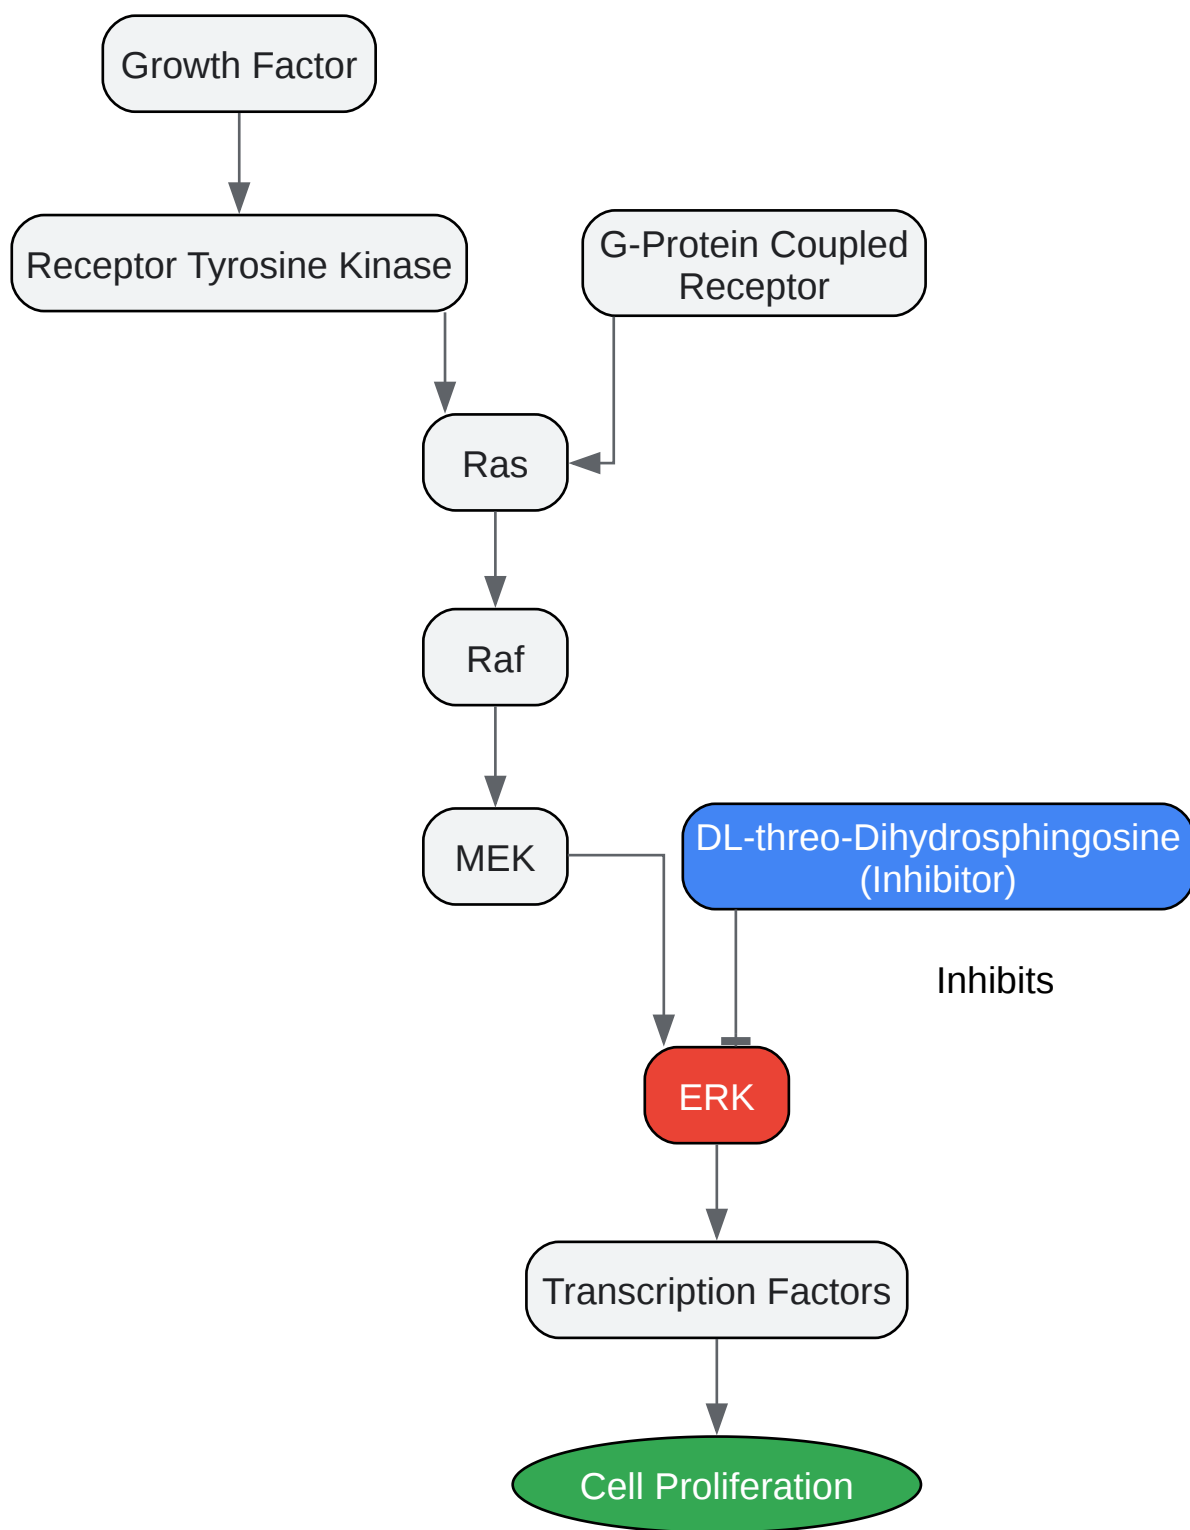 Growth Factor
Receptor Tyrosine Kinase
G-Protein Coupled
Receptor
Ras
Raf
MEK
DL-threo-Dihydrosphingosine
(Inhibitor)
Inhibits
ERK
Transcription Factors
Cell Proliferation